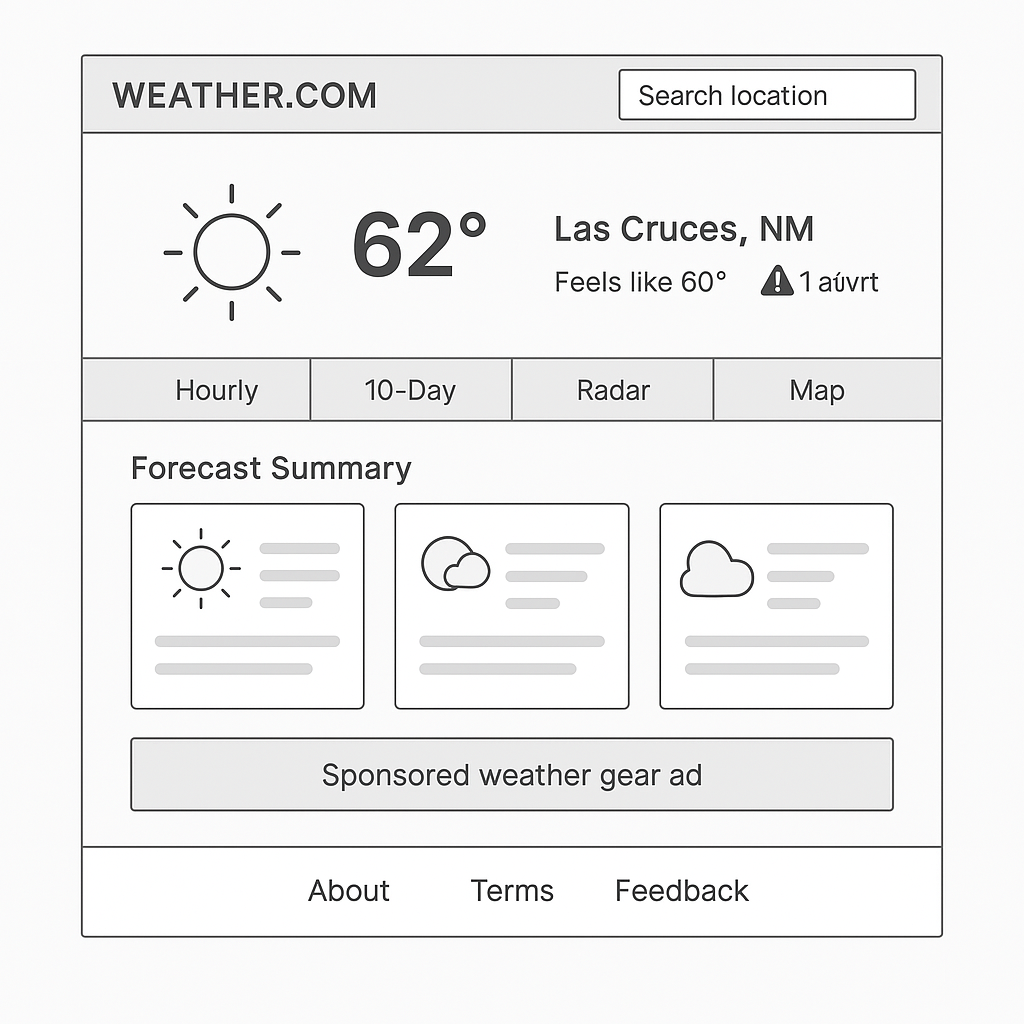 WEATHER.COM
Search location
62°
Las Cruces, NM
Feels like 60°
1
Hourly
10-Day
Radar
Map
Forecast Summary
Sponsored weather gear ad
About
Terms
Feedback